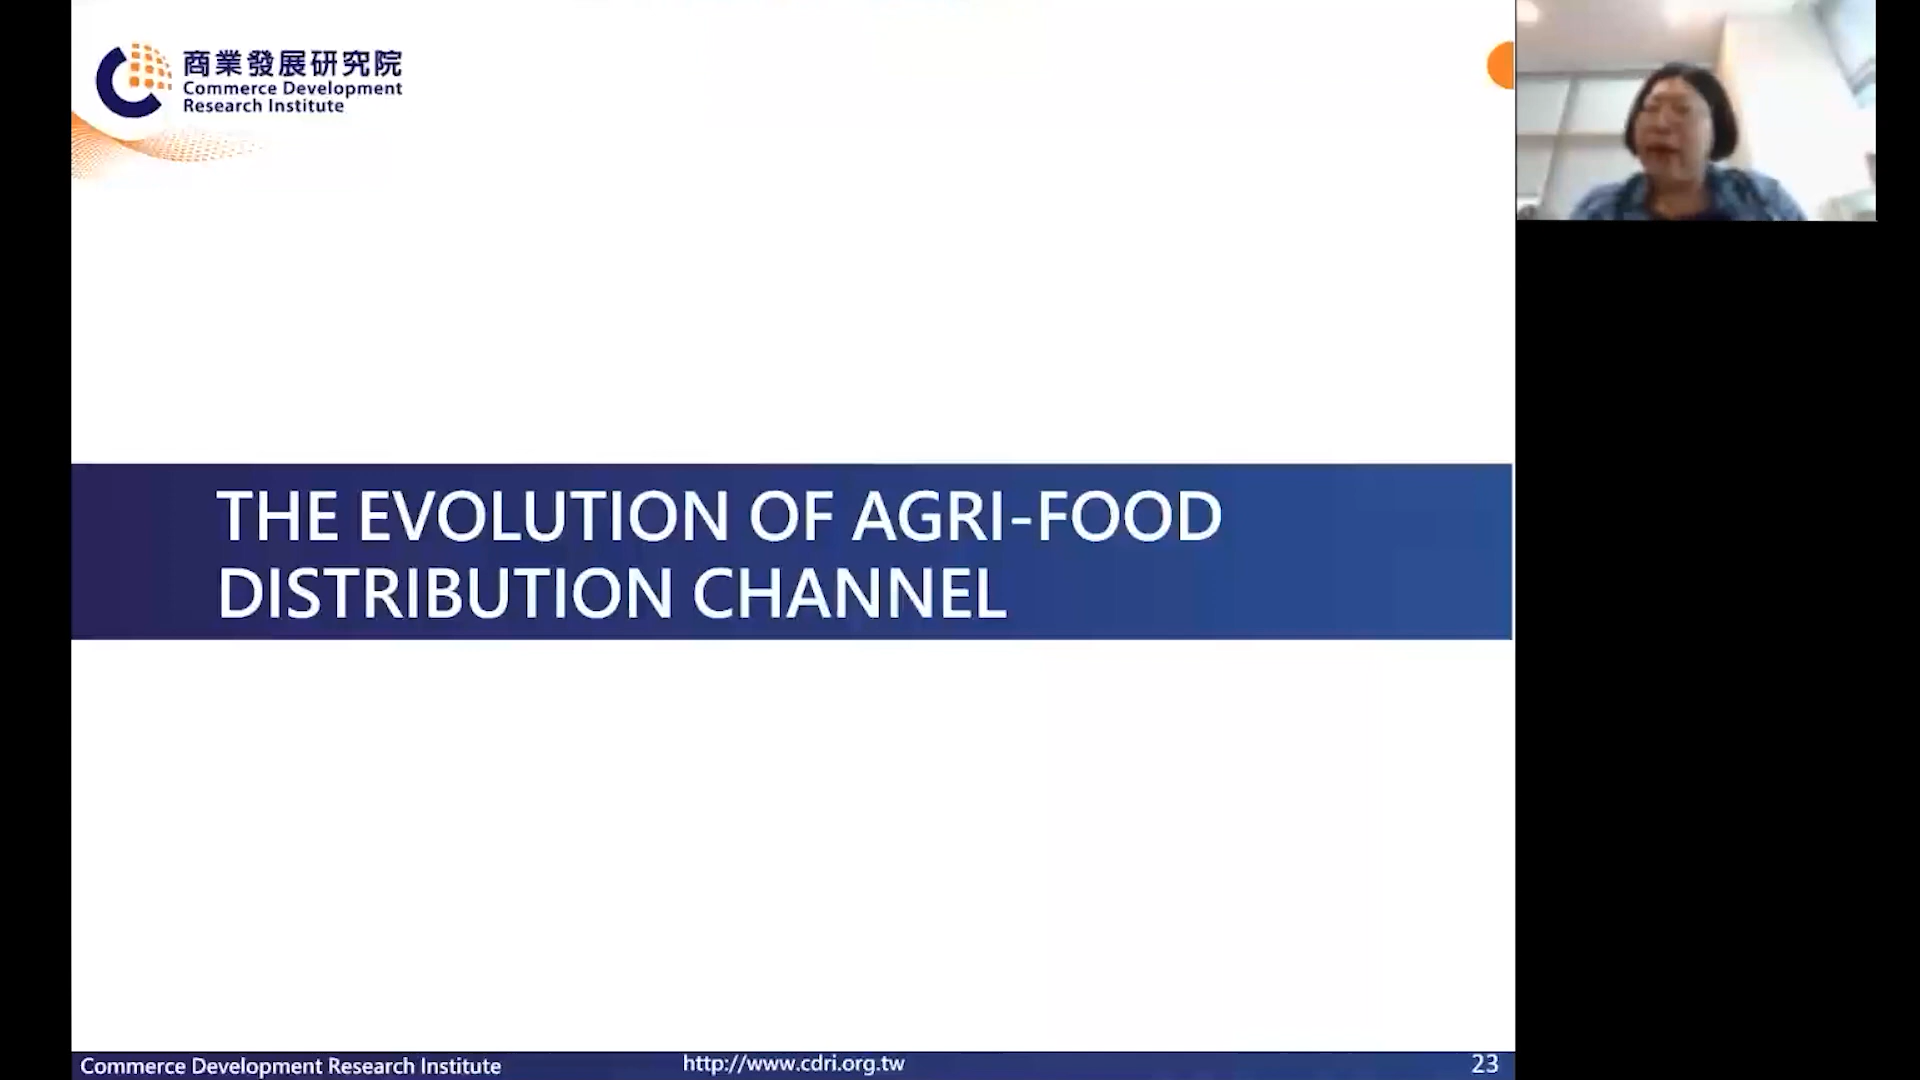 商業發展研究院
Commerce Development
Research Institute
THE EVOLUTION OF AGRI-FOOD
DISTRIBUTION CHANNEL
Commerce Development Research Institute
http://www.cdri.org.tw
23